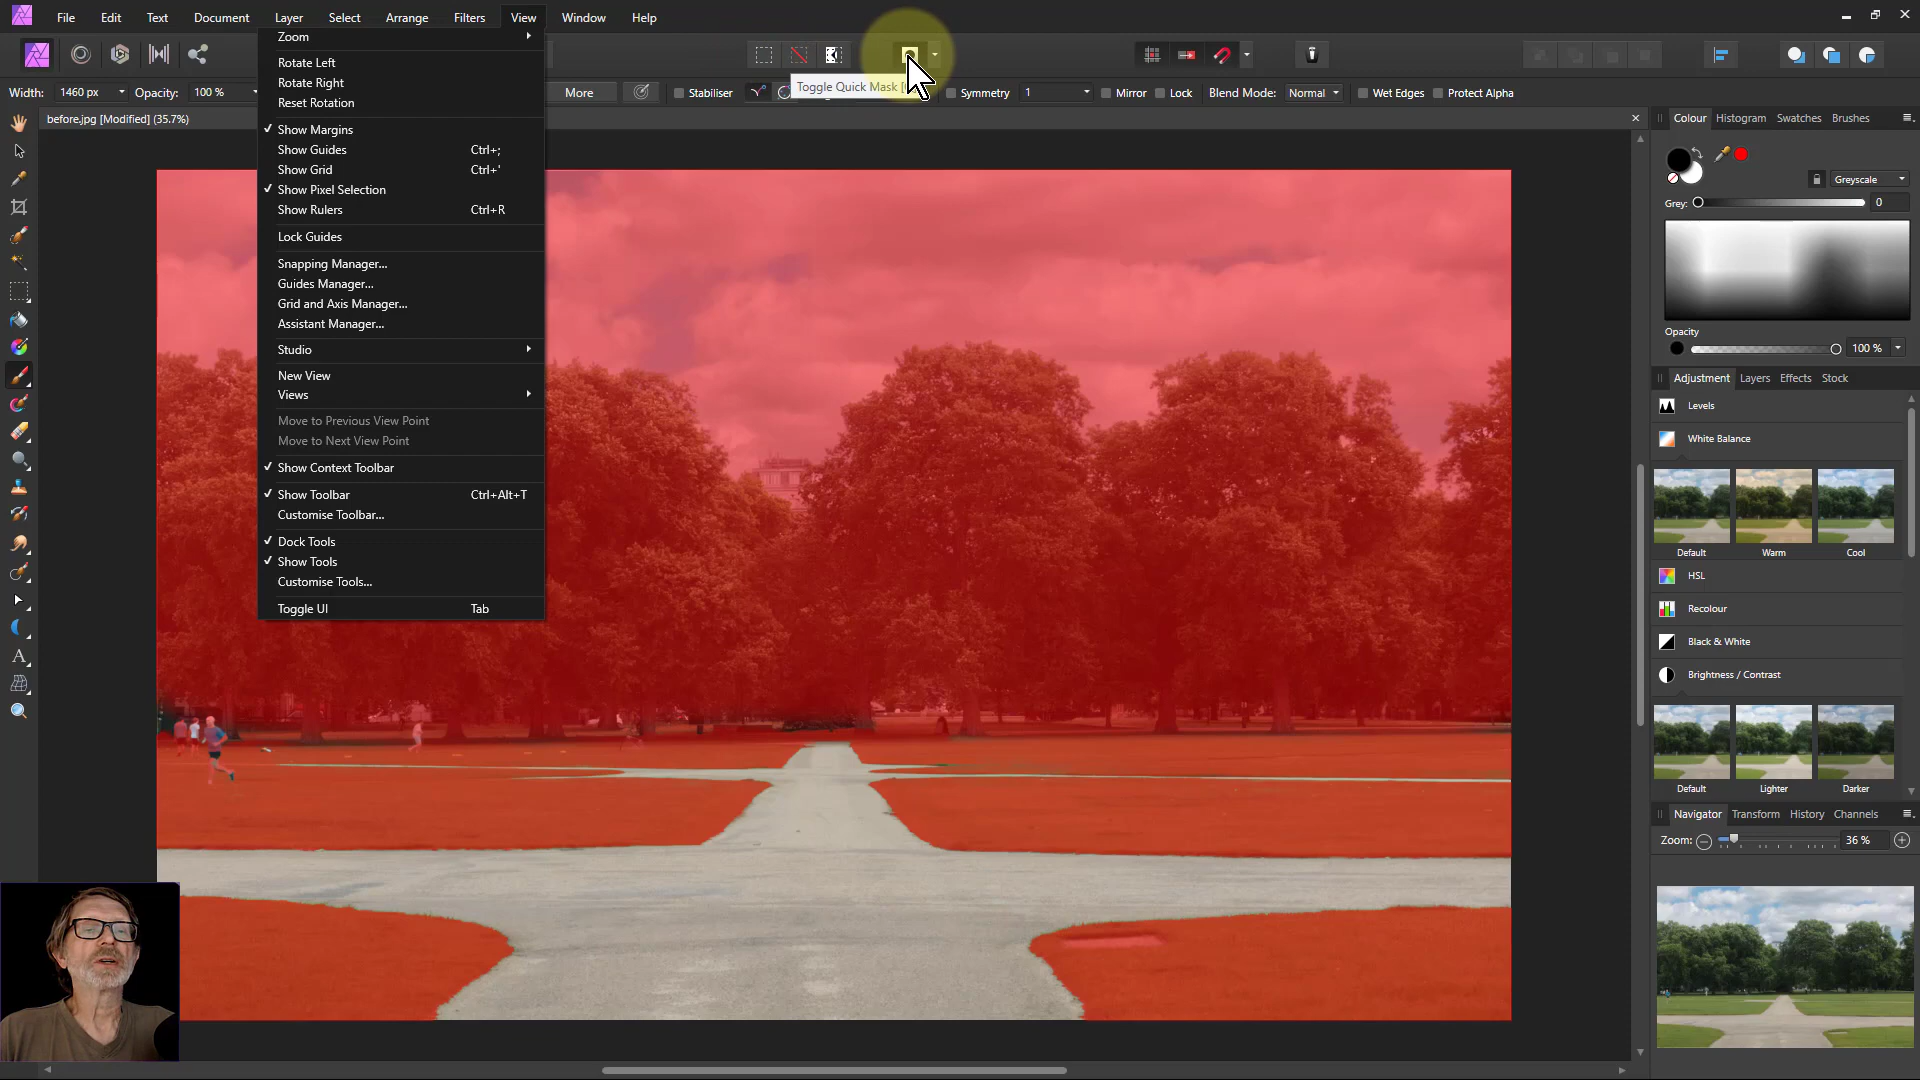 File Edit Text Document Layer Select Arrange Filters View Window Help
Width: 1460 px Opacity: 100 % More Stabiliser Symmetry 1 Mirror Lock Blend Mode: Normal Wet Edges Protect Alpha
Toggle Quick Mask
before.jpg [Modified] (35.7%)
Zoom
Rotate Left
Rotate Right
Reset Rotation
Show Margins
Show Guides Ctrl+;
Show Grid Ctrl+'
Show Pixel Selection
Show Rulers Ctrl+R
Lock Guides
Snapping Manager...
Guides Manager...
Grid and Axis Manager...
Assistant Manager...
Studio
New View
Views
Move to Previous View Point
Move to Next View Point
Show Context Toolbar
Show Toolbar Ctrl+Alt+T
Customise Toolbar...
Dock Tools
Show Tools
Customise Tools...
Toggle UI Tab
Colour Histogram Swatches Brushes
Greyscale
Grey: 0
Opacity
100 %
Adjustment Layers Effects Stock
Levels
White Balance
Default Warm Cool
HSL
Recolour
Black & White
Brightness / Contrast
Default Lighter Darker
Navigator Transform History Channels
Zoom: 36 %